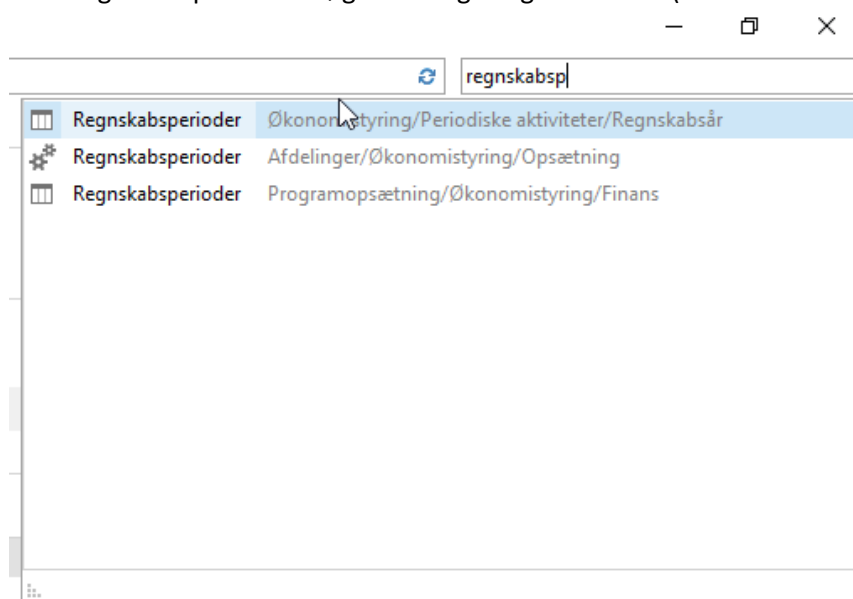 regnskabsp
Regnskabsperioder Økonomistyring/Periodiske aktiviteter/Regnskabsår
Regnskabsperioder Afdelinger/Økonomistyring/Opsætning
Regnskabsperioder Programopsætning/Økonomistyring/Finans